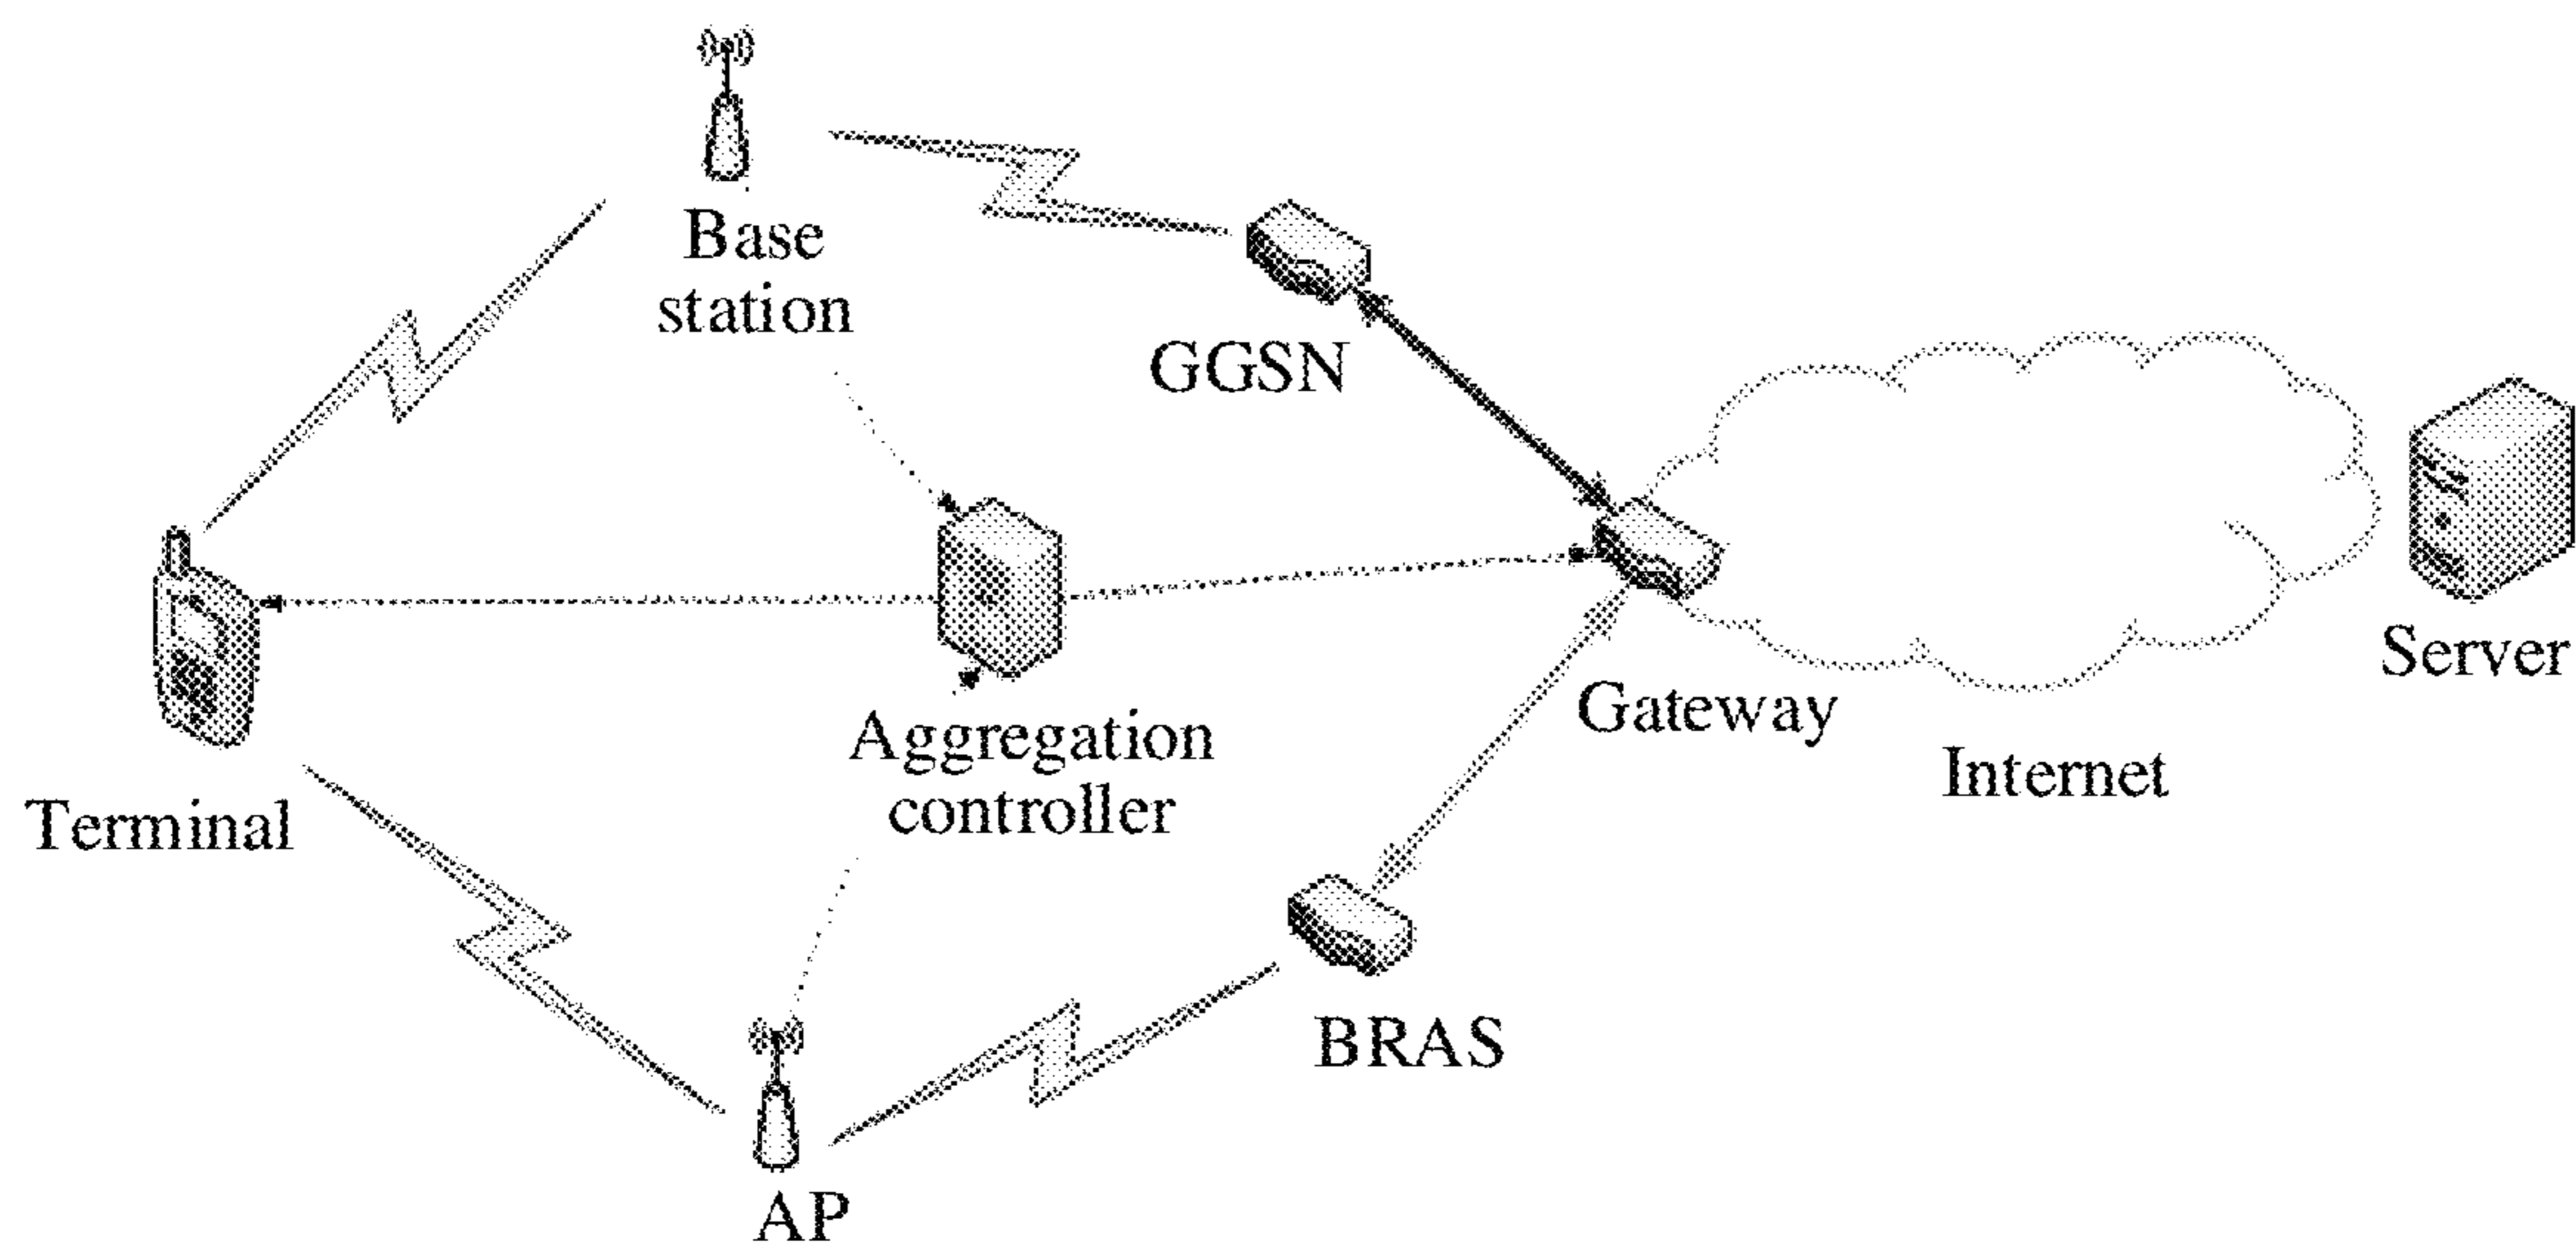 Base
station
GGSN
Server
Gateway
Aggregation
controller
Internet
Terminal
BRAS
AP